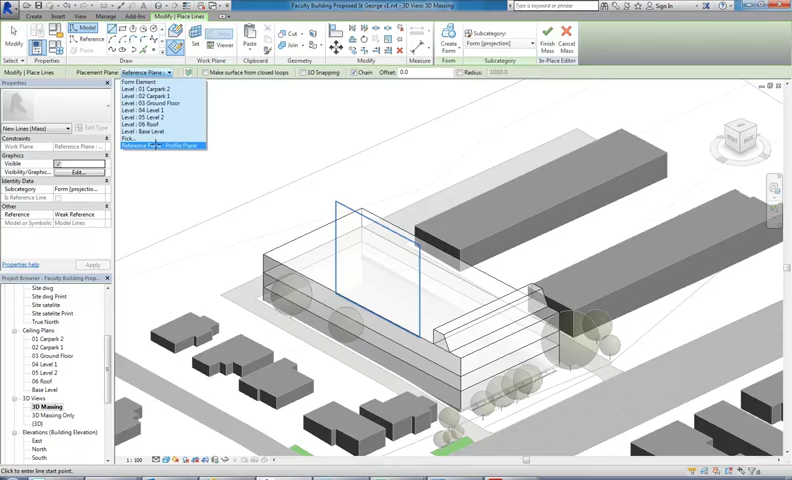 Faculty Building Proposed St George v1.rvt - 3D View: 3D Massing
Sign In
Architecture Insert View Manage Add-Ins Modify | Place Lines
Modify
Model
Reference
Set
Show
Viewer
Paste
Cut
Join
Create Form
Subcategory:
Form [projection]
Finish Mass
Cancel Mass
Select
Properties
Draw
Work Plane
Clipboard
Geometry
Modify
Form
Subcategory
In-Place Editor
Modify | Place Lines
Placement Plane: Reference Plane :
Make surface from closed loops
3D Snapping
Chain
Offset: 0.0
Radius: 1000.0
Form Element
Level : 01 Carpark 2
Level : 02 Carpark 1
Level : 03 Ground Floor
Level : 04 Level 1
Level : 05 Level 2
Level : 06 Roof
Level : Base Level
Pick...
Profile Plane
Properties
New Lines (Mass)
Edit Type
Constraints
Work Plane Reference Plane :
Graphics
Visible
Visibility/Graphic... Edit...
Identity Data
Subcategory Form [projectio
Is Reference Line
Other
Reference Weak Reference
Model or Symbolic Model Lines
Properties help
Apply
Project Browser - Faculty Building Prop...
Site dwg
Site dwg Print
Site satelite
Site satelite Print
True North
Ceiling Plans
01 Carpark 2
02 Carpark 1
03 Ground Floor
04 Level 1
05 Level 2
06 Roof
Base Level
3D Views
3D Massing
3D Massing Only
{3D}
Elevations (Building Elevation)
East
North
South
1 : 100
Click to enter line start point.